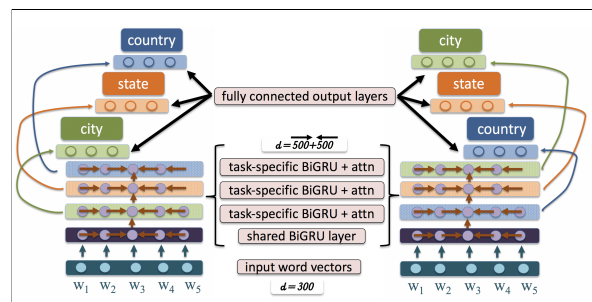 country
state
city
fully connected output layers
d=500+500
task-specific BiGRU + attn
task-specific BiGRU + attn
task-specific BiGRU + attn
shared BiGRU layer
input word vectors
d=300
W1 W2 W3 W4 W5
city
state
country
W1 W2 W3 W4 W5